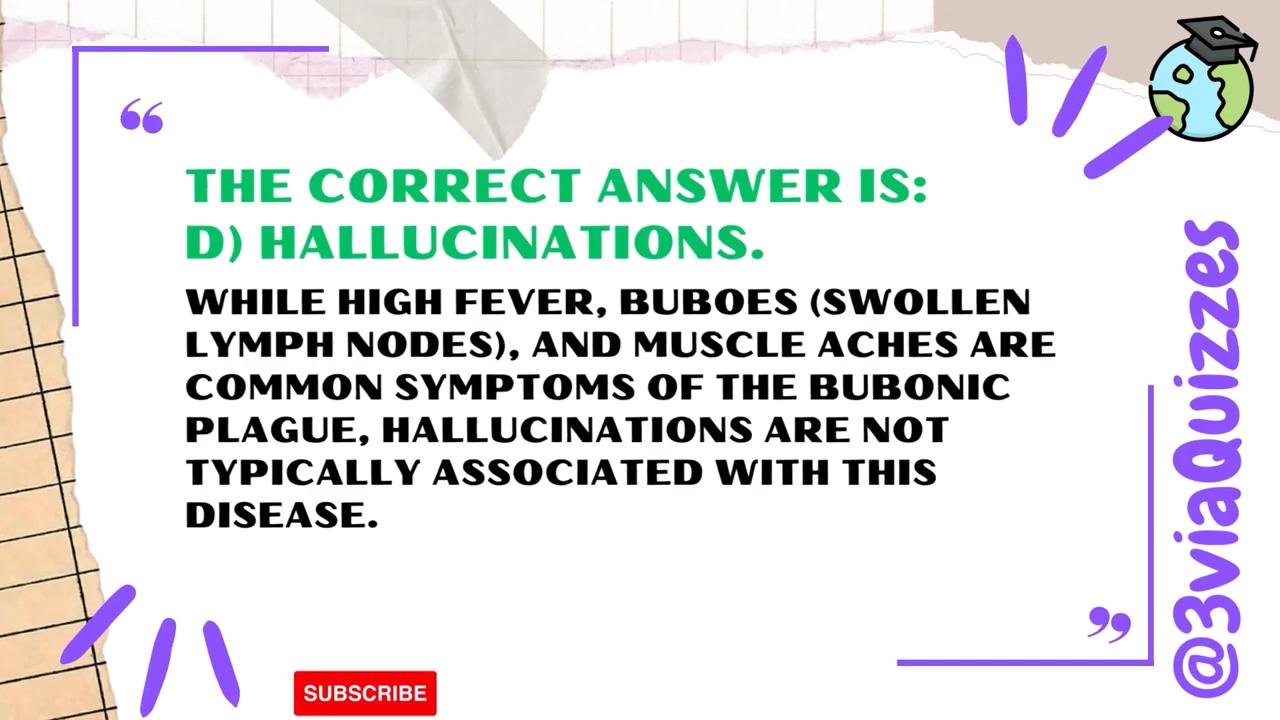 “
THE CORRECT ANSWER IS:
D) HALLUCINATIONS.
WHILE HIGH FEVER, BUBOES (SWOLLEN
LYMPH NODES), AND MUSCLE ACHES ARE
COMMON SYMPTOMS OF THE BUBONIC
PLAGUE, HALLUCINATIONS ARE NOT
TYPICALLY ASSOCIATED WITH THIS
DISEASE.
”
@3viaQuizzes
SUBSCRIBE